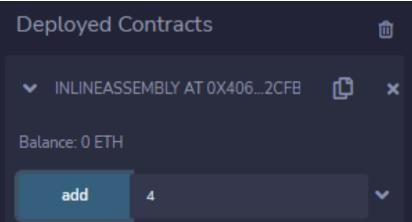 Deployed Contracts
INLINEASSEMBLY AT 0X406...2CFB
Balance: 0 ETH
add 4